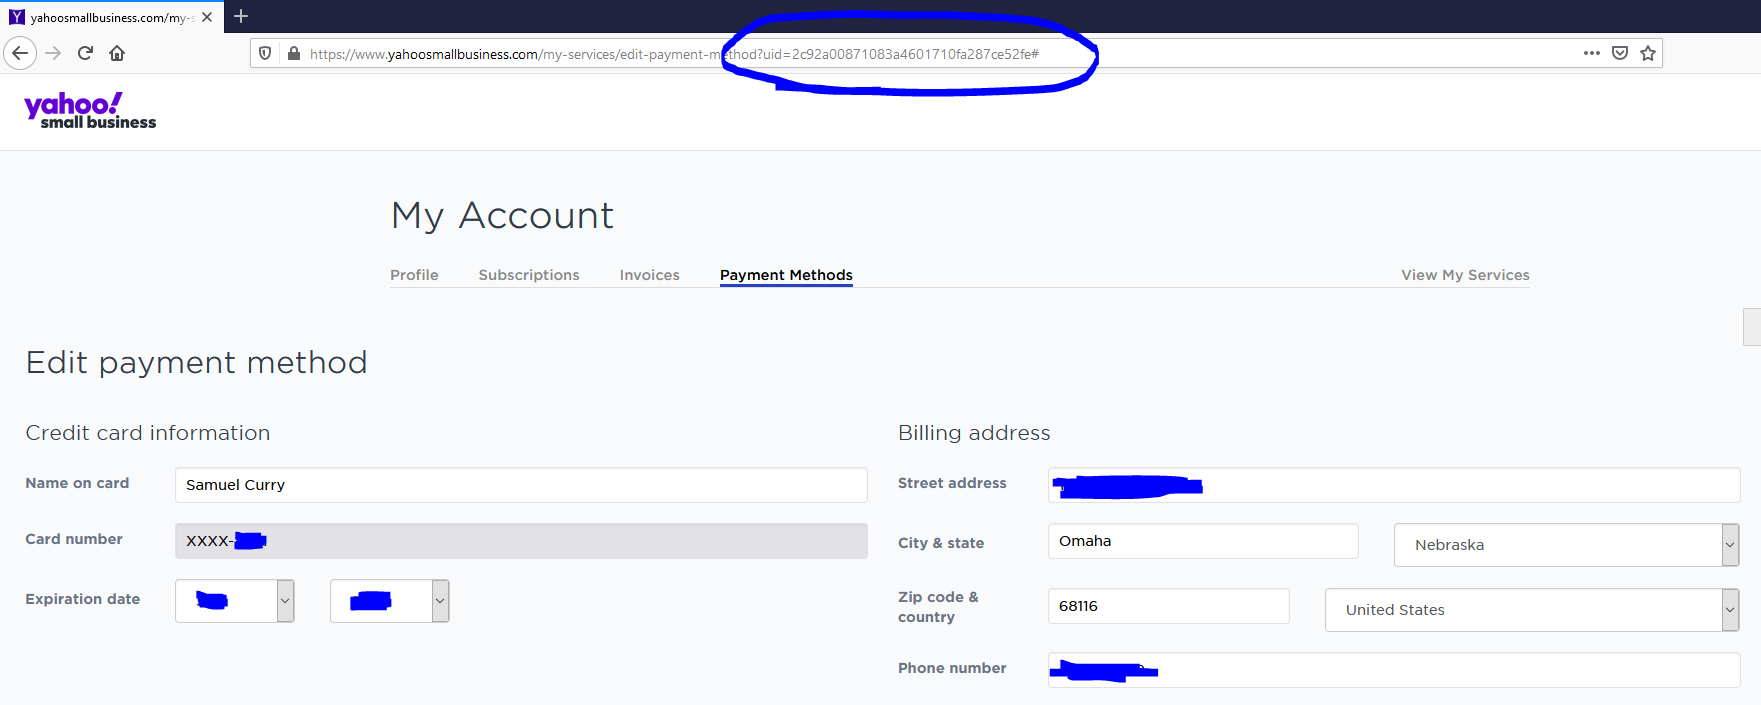 yahoosmallbusiness.com/my-s
https://www.yahoosmallbusiness.com/my-services/edit-payment-method?uid=2c92a00871083a4601710fa287ce52fe#
yahoo!
small business
My Account
Profile Subscriptions Invoices Payment Methods View My Services
Edit payment method
Credit card information
Name on card Samuel Curry
Card number XXXX-
Expiration date
Billing address
Street address
City & state Omaha Nebraska
Zip code &
country 68116 United States
Phone number